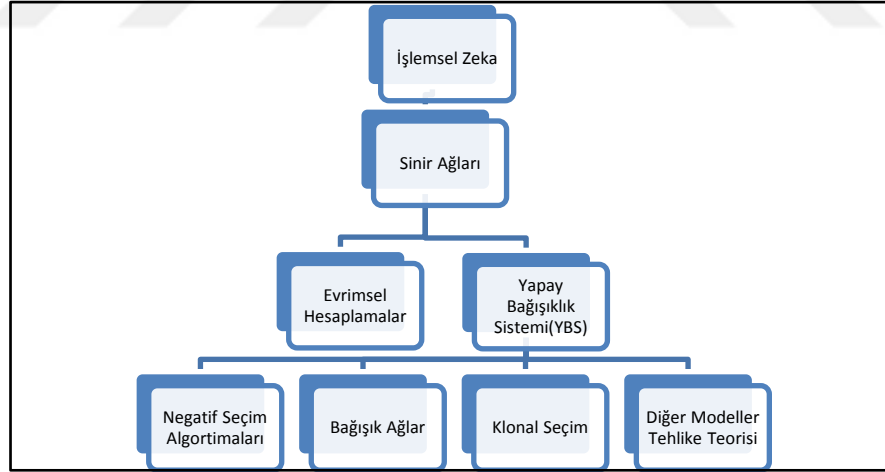 İşlemsel Zeka
Sinir Ağları
Evrimsel
Hesaplamalar
Yapay
Bağışıklık
Sistemi(YBS)
Negatif Seçim
Algortimaları
Bağışık Ağlar
Klonal Seçim
Diğer Modeller
Tehlike Teorisi